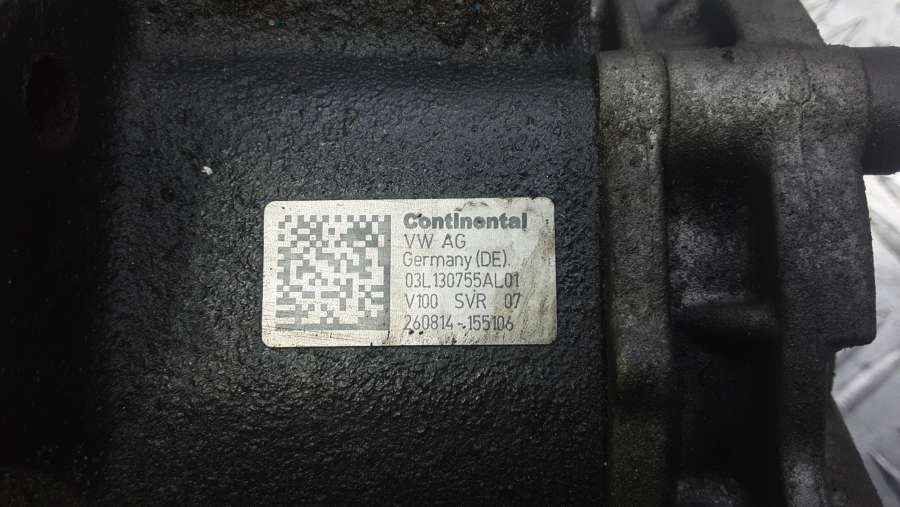 Continental
VW AG
Germany (DE).
03L130755AL01
V100 SVR 07
260814-155106